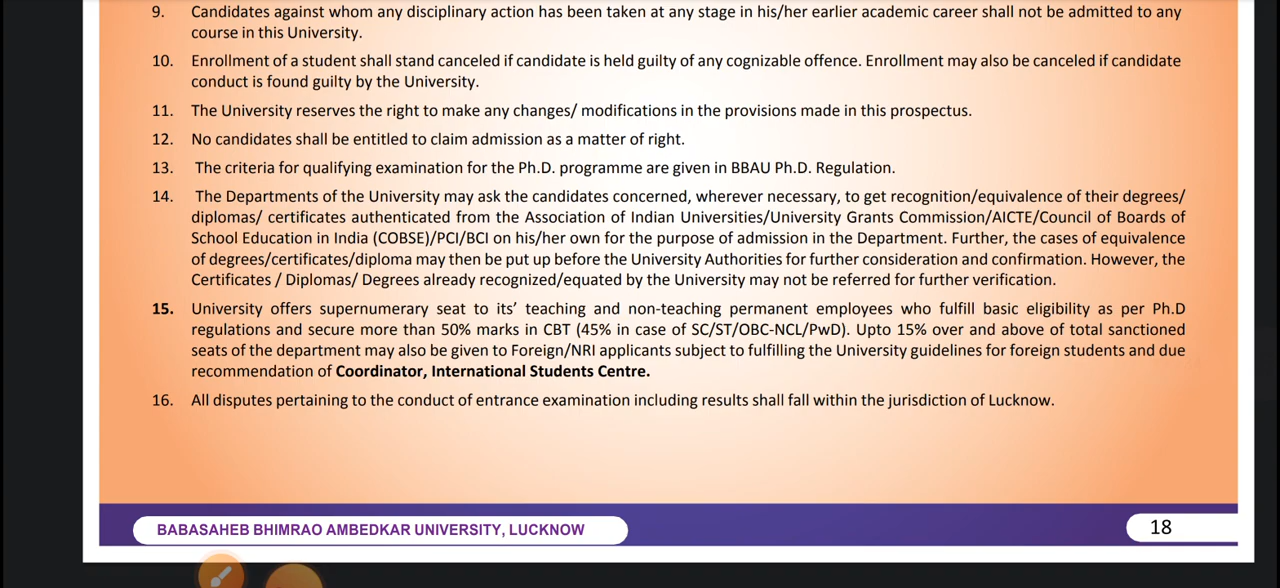 9. Candidates against whom any disciplinary action has been taken at any stage in his/her earlier academic career shall not be admitted to any
course in this University.
10. Enrollment of a student shall stand canceled if candidate is held guilty of any cognizable offence. Enrollment may also be canceled if candidate
conduct is found guilty by the University.
11. The University reserves the right to make any changes/ modifications in the provisions made in this prospectus.
12. No candidates shall be entitled to claim admission as a matter of right.
13. The criteria for qualifying examination for the Ph.D. programme are given in BBAU Ph.D. Regulation.
14. The Departments of the University may ask the candidates concerned, wherever necessary, to get recognition/equivalence of their degrees/
diplomas/ certificates authenticated from the Association of Indian Universities/University Grants Commission/AICTE/Council of Boards of
School Education in India (COBSE)/PCI/BCI on his/her own for the purpose of admission in the Department. Further, the cases of equivalence
of degrees/certificates/diploma may then be put up before the University Authorities for further consideration and confirmation. However, the
Certificates / Diplomas/ Degrees already recognized/equated by the University may not be referred for further verification.
15. University offers supernumerary seat to its' teaching and non-teaching permanent employees who fulfill basic eligibility as per Ph.D
regulations and secure more than 50% marks in CBT (45% in case of SC/ST/OBC-NCL/PwD). Upto 15% over and above of total sanctioned
seats of the department may also be given to Foreign/NRI applicants subject to fulfilling the University guidelines for foreign students and due
recommendation of Coordinator, International Students Centre.
16. All disputes pertaining to the conduct of entrance examination including results shall fall within the jurisdiction of Lucknow.
BABASAHEB BHIMRAO AMBEDKAR UNIVERSITY, LUCKNOW
18